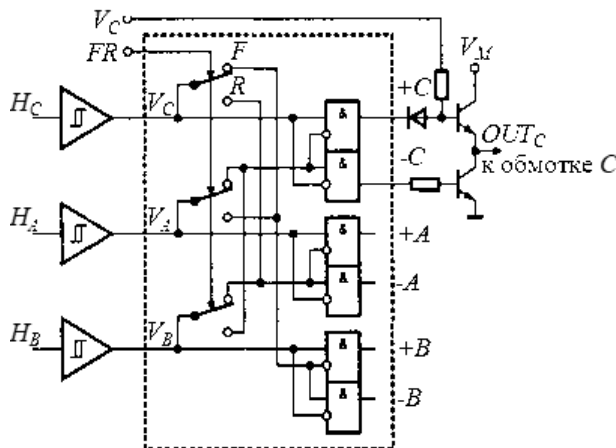 V_C
FR
F
R
V_M
+C
H_C
V_C
&
OUT_C
к обмотке C
-C
&
H_A
V_A
&
+A
&
-A
H_B
V_B
&
+B
&
-B